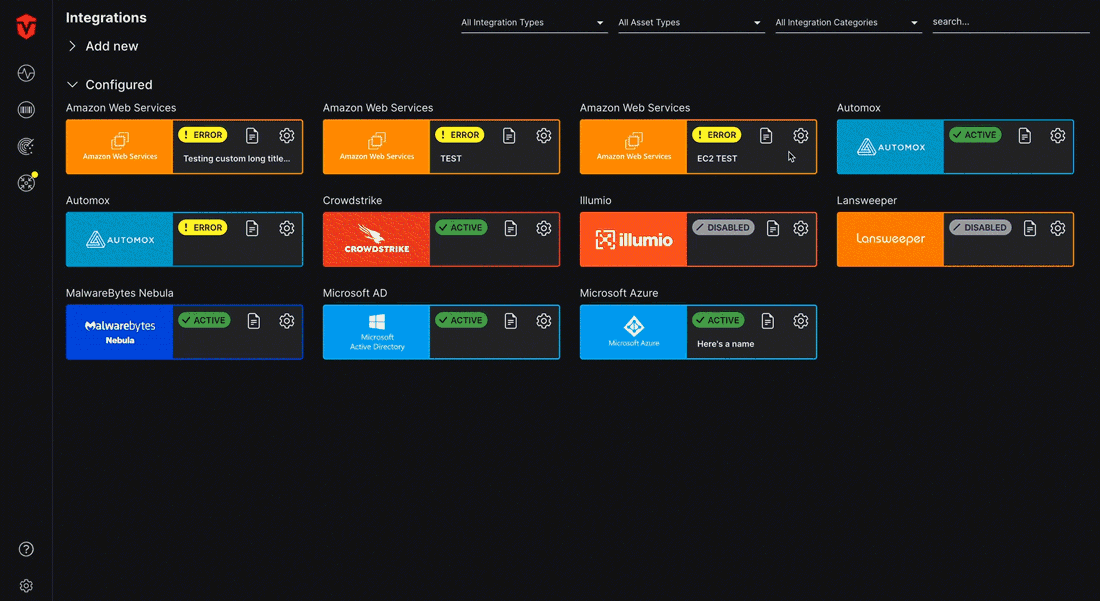 Integrations
All Integration Types
All Asset Types
All Integration Categories
search...
Add new
Configured
Amazon Web Services
Amazon Web Services
Amazon Web Services
Automox
Amazon Web Services
! ERROR
Testing custom long title...
Amazon Web Services
! ERROR
TEST
Amazon Web Services
! ERROR
EC2 TEST
AUTOMOX
ACTIVE
Automox
Crowdstrike
Illumio
Lansweeper
AUTOMOX
! ERROR
CROWDSTRIKE
ACTIVE
illumio
DISABLED
Lansweeper
DISABLED
MalwareBytes Nebula
Microsoft AD
Microsoft Azure
Malwarebytes
Nebula
ACTIVE
Microsoft
Active Directory
ACTIVE
Microsoft Azure
ACTIVE
Here's a name
?